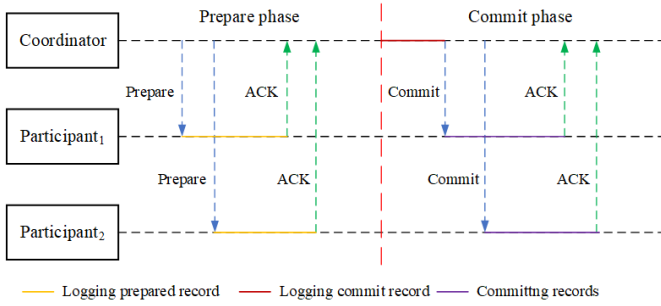 Prepare phase
Commit phase
Coordinator
Prepare
ACK
Commit
ACK
Participant1
Prepare
ACK
Commit
ACK
Participant2
Logging prepared record
Logging commit record
Committng records